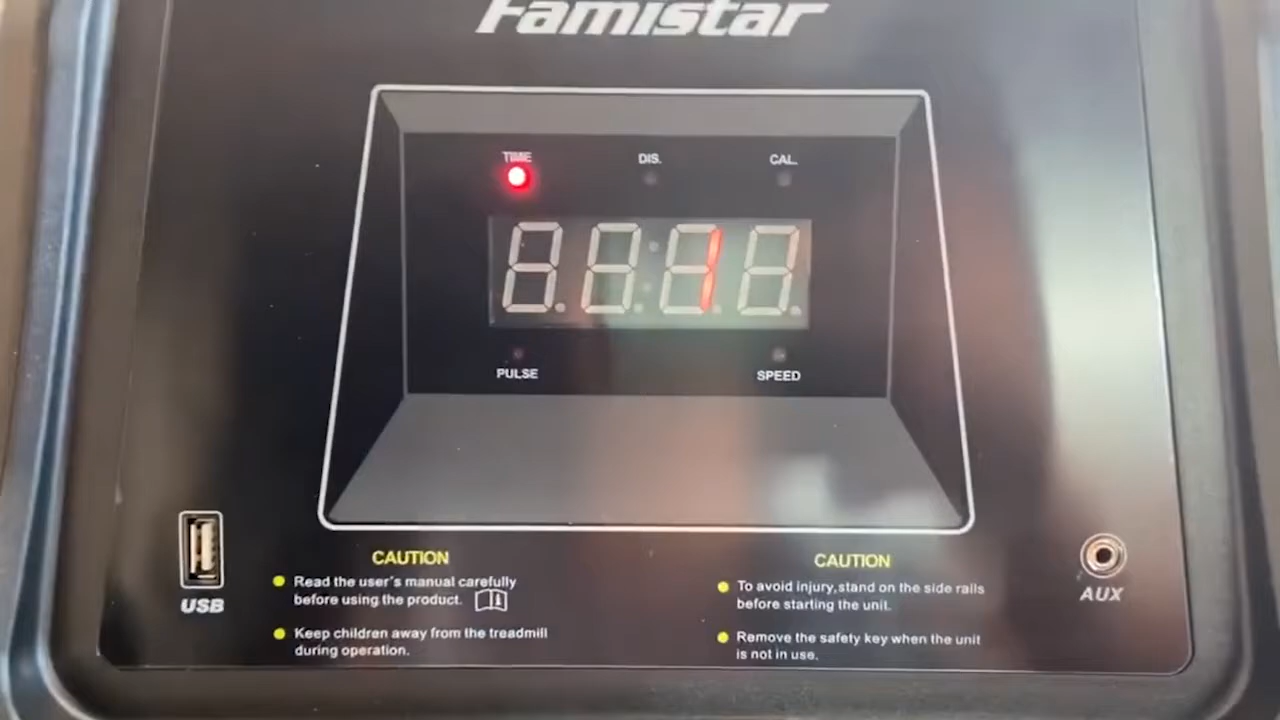 Famistar
TIME DIS. CAL.
1
PULSE SPEED
USB
CAUTION
Read the user's manual carefully
before using the product.
Keep children away from the treadmill
during operation.
CAUTION
To avoid injury,stand on the side rails
before starting the unit.
Remove the safety key when the unit
is not in use.
AUX